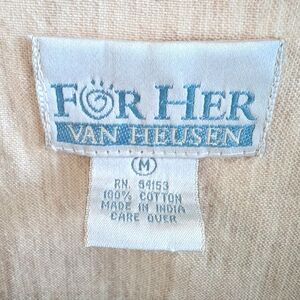 FOR HER
VAN HEUSEN
M
RN. 54153
100% COTTON
MADE IN INDIA
CARE OVER